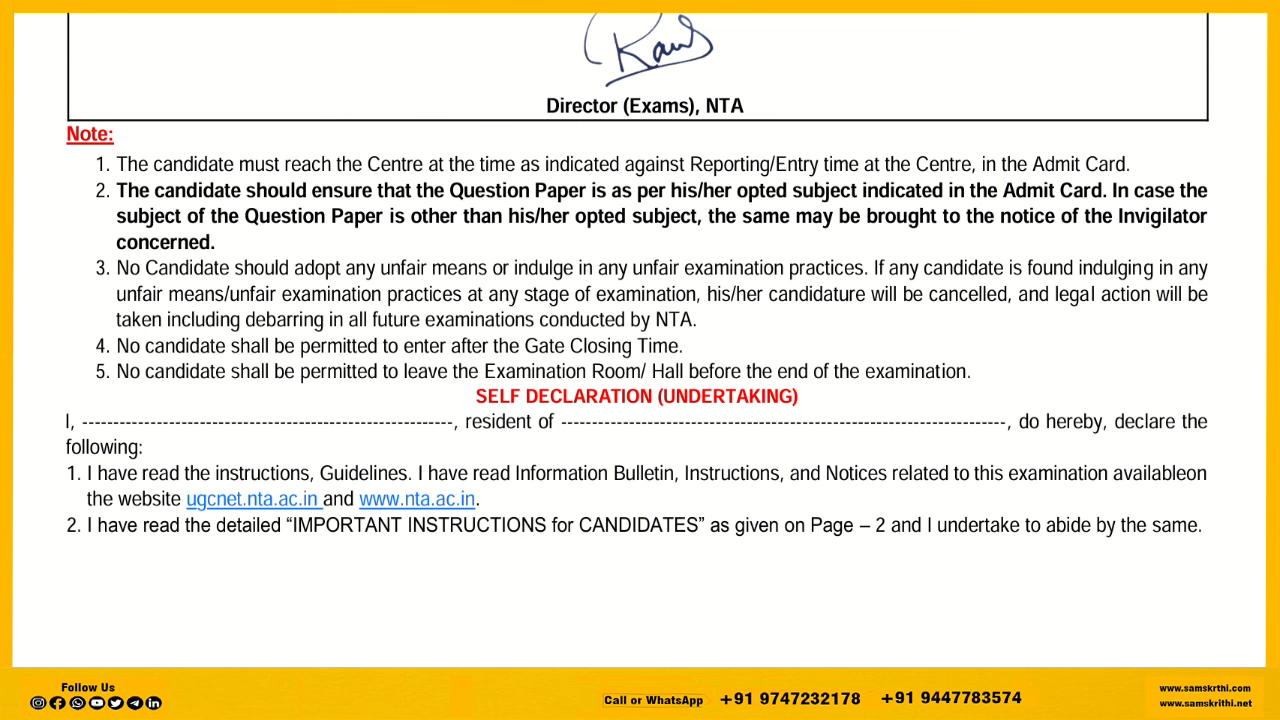 Director (Exams), NTA
Note:
1. The candidate must reach the Centre at the time as indicated against Reporting/Entry time at the Centre, in the Admit Card.
2. The candidate should ensure that the Question Paper is as per his/her opted subject indicated in the Admit Card. In case the
subject of the Question Paper is other than his/her opted subject, the same may be brought to the notice of the Invigilator
concerned.
3. No Candidate should adopt any unfair means or indulge in any unfair examination practices. If any candidate is found indulging in any
unfair means/unfair examination practices at any stage of examination, his/her candidature will be cancelled, and legal action will be
taken including debarring in all future examinations conducted by NTA.
4. No candidate shall be permitted to enter after the Gate Closing Time.
5. No candidate shall be permitted to leave the Examination Room/ Hall before the end of the examination.
SELF DECLARATION (UNDERTAKING)
I, ------------------------------------------------------------, resident of ------------------------------------------------------------------------, do hereby, declare the
following:
1. I have read the instructions, Guidelines. I have read Information Bulletin, Instructions, and Notices related to this examination availableon
the website ugcnet.nta.ac.in and www.nta.ac.in.
2. I have read the detailed “IMPORTANT INSTRUCTIONS for CANDIDATES” as given on Page – 2 and I undertake to abide by the same.
Follow Us
Call or WhatsApp +91 9747232178 +91 9447783574
www.samskrthi.com
www.samskrithi.net